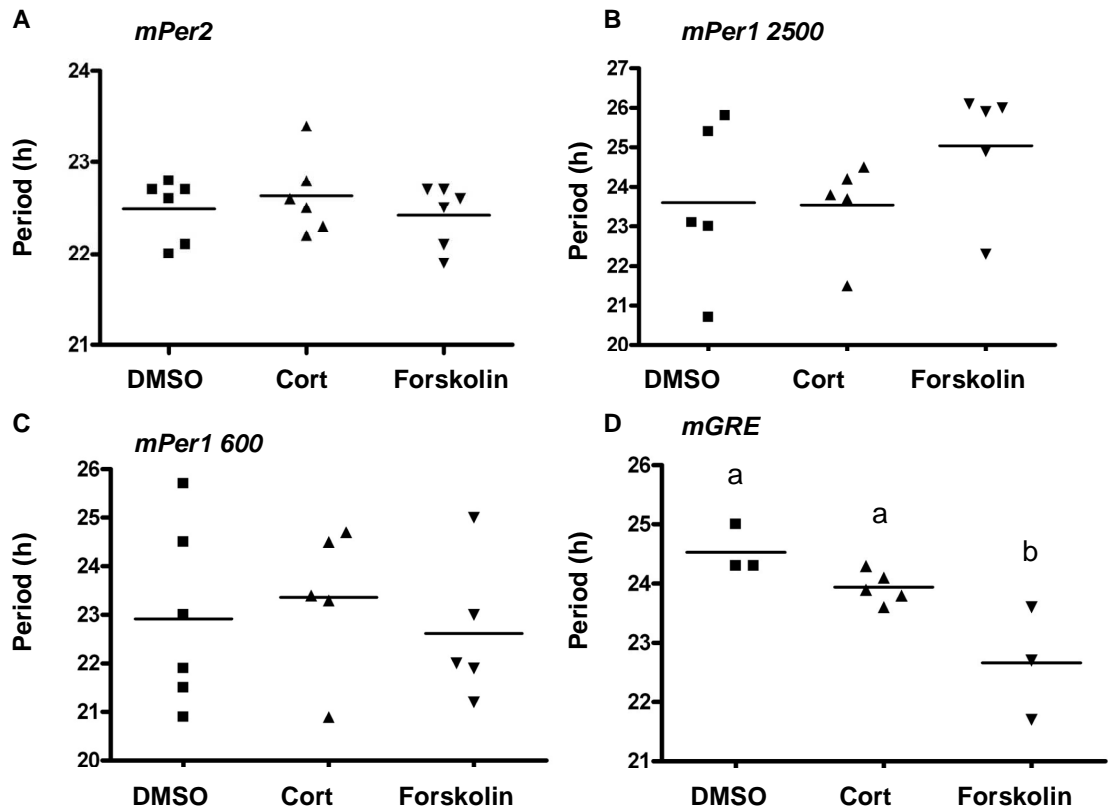 A
mPer2
Period (h)
24
23
22
21
DMSO Cort Forskolin
B
mPer1 2500
Period (h)
27
26
25
24
23
22
21
20
DMSO Cort Forskolin
C
mPer1 600
Period (h)
26
25
24
23
22
21
20
DMSO Cort Forskolin
D
mGRE
Period (h)
26
25
24
23
22
21
a
a
b
DMSO Cort Forskolin